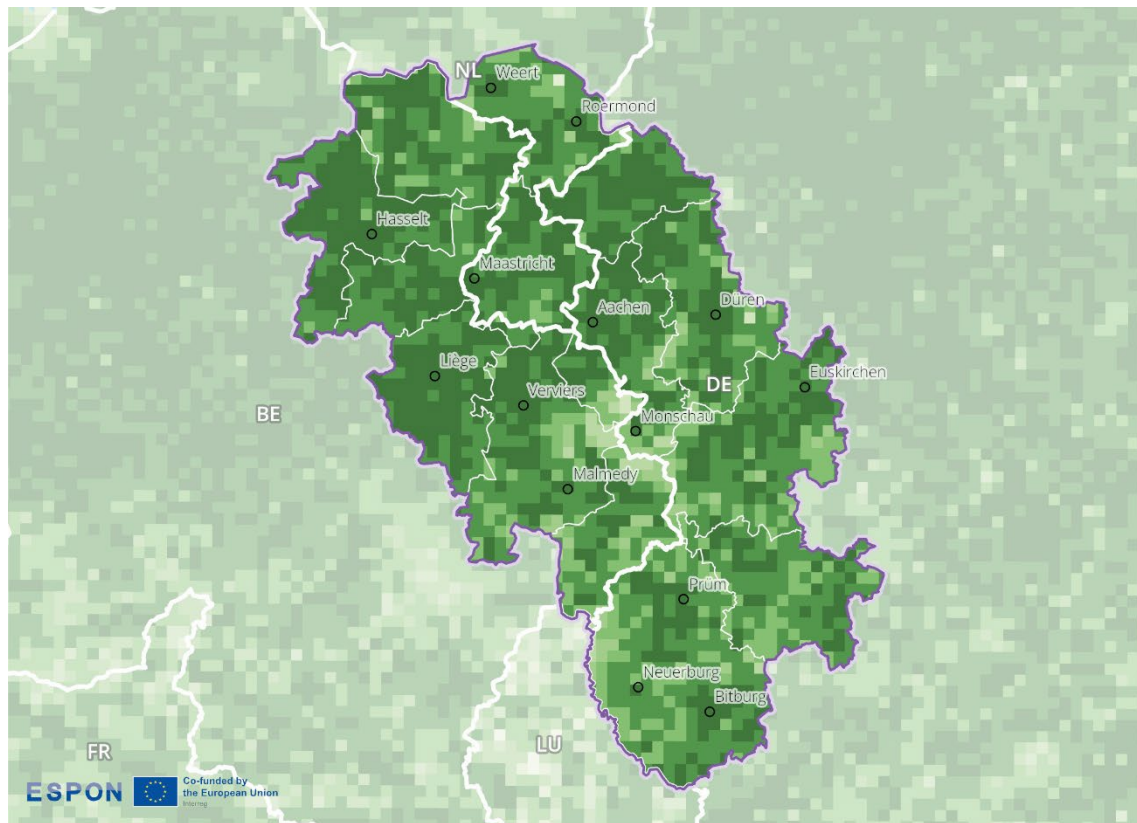 NL
Weert
Roermond
Hasselt
Maastricht
Aachen
Düren
Liège
Verviers
DE
Euskirchen
BE
Monschau
Malmedy
Prüm
Neuerburg
Bitburg
FR
LU
ESPON
Co-funded by
the European Union
Interreg